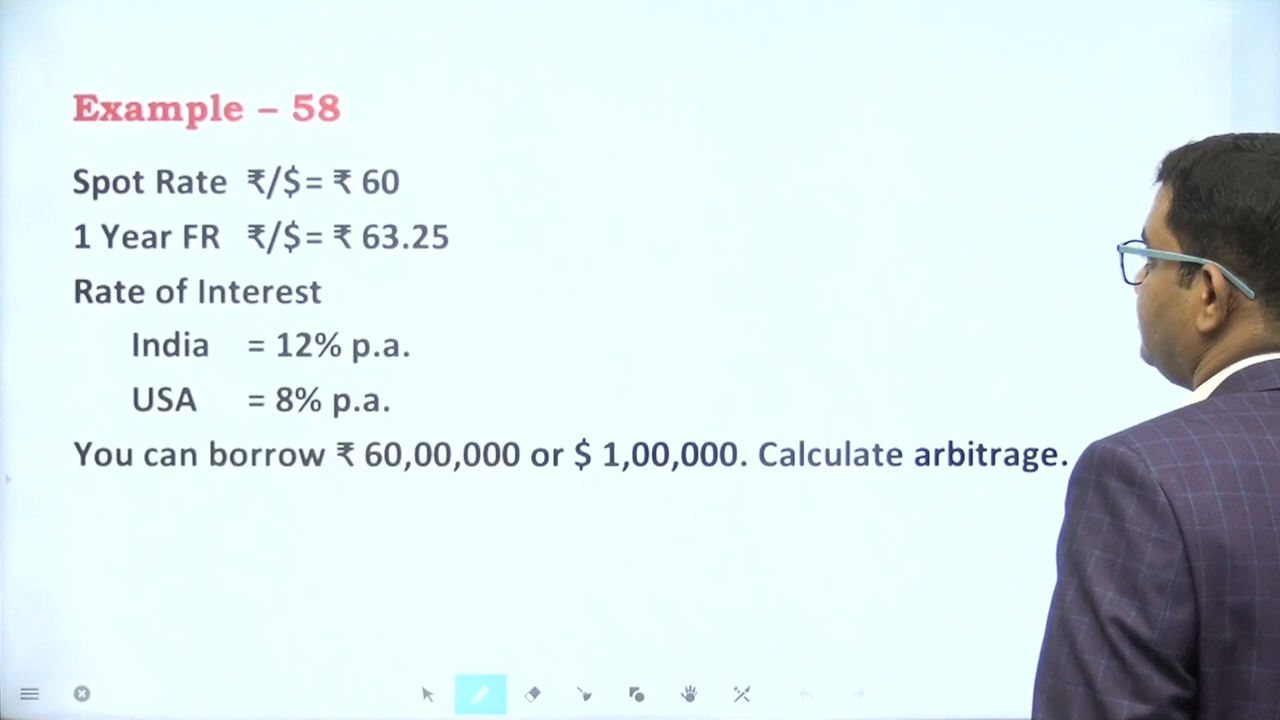 Example – 58
Spot Rate ₹/$= ₹ 60
1 Year FR ₹/$= ₹ 63.25
Rate of Interest
India = 12% p.a.
USA = 8% p.a.
You can borrow ₹ 60,00,000 or $ 1,00,000. Calculate arbitrage.